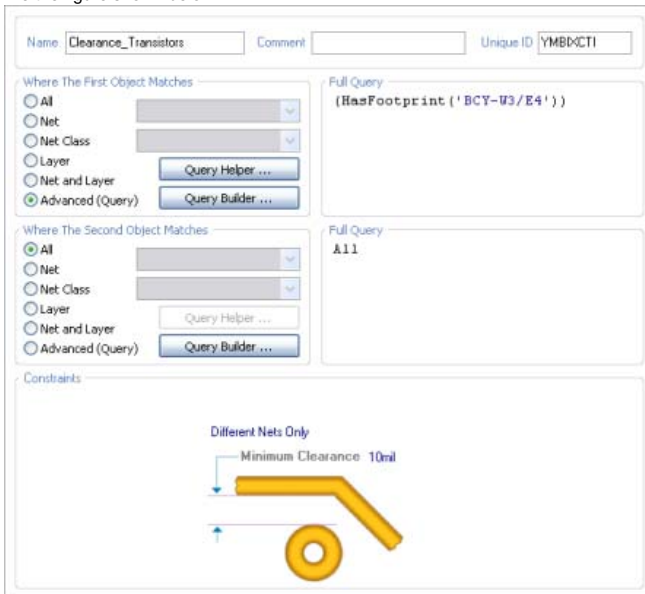 Name Clearance_Transistors Comment Unique ID YMBIXCTI
Where The First Object Matches
All
Net
Net Class
Layer
Net and Layer
Advanced (Query)
Query Helper ...
Query Builder ...
Full Query
(HasFootprint('BCY-W3/E4'))
Where The Second Object Matches
All
Net
Net Class
Layer
Net and Layer
Advanced (Query)
Query Helper ...
Query Builder ...
Full Query
All
Constraints
Different Nets Only
Minimum Clearance 10mil